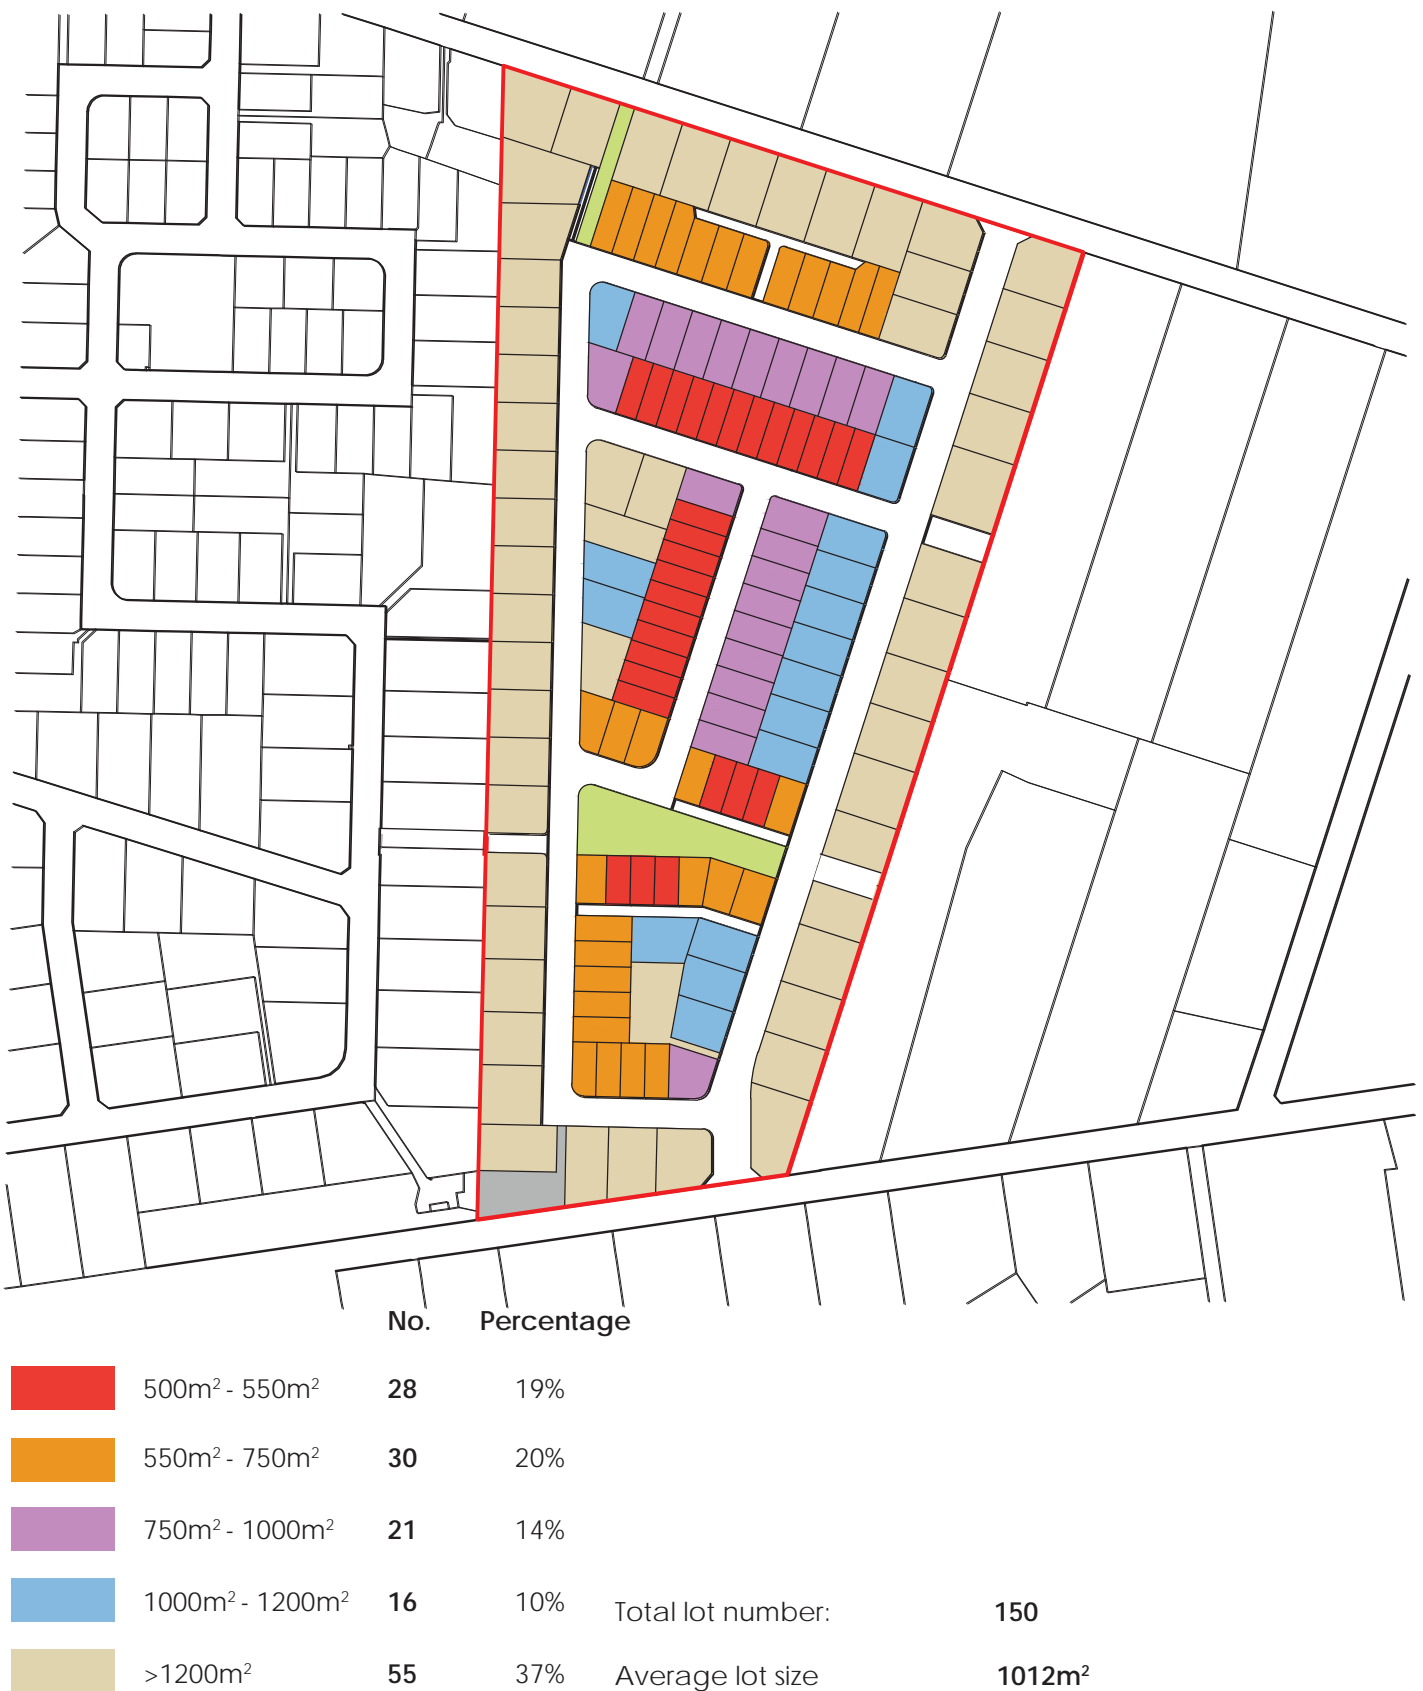 No. Percentage
500m² - 550m² 28 19%
550m² - 750m² 30 20%
750m² - 1000m² 21 14%
1000m² - 1200m² 16 10% Total lot number: 150
>1200m² 55 37% Average lot size 1012m²